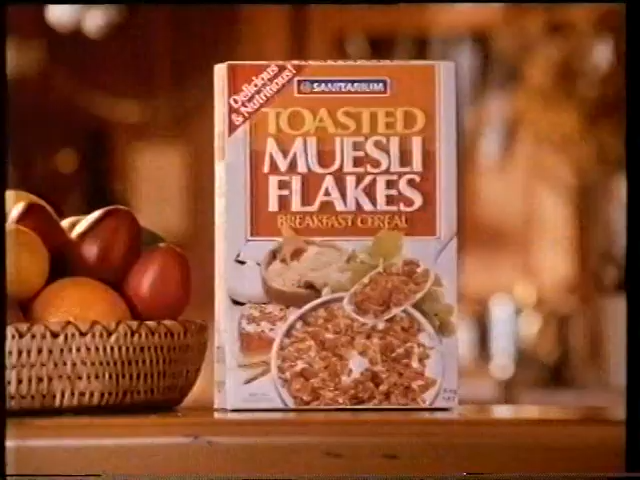 Delicious
& Nutritious!
SANITARIUM
TOASTED
MUESLI
FLAKES
BREAKFAST CEREAL